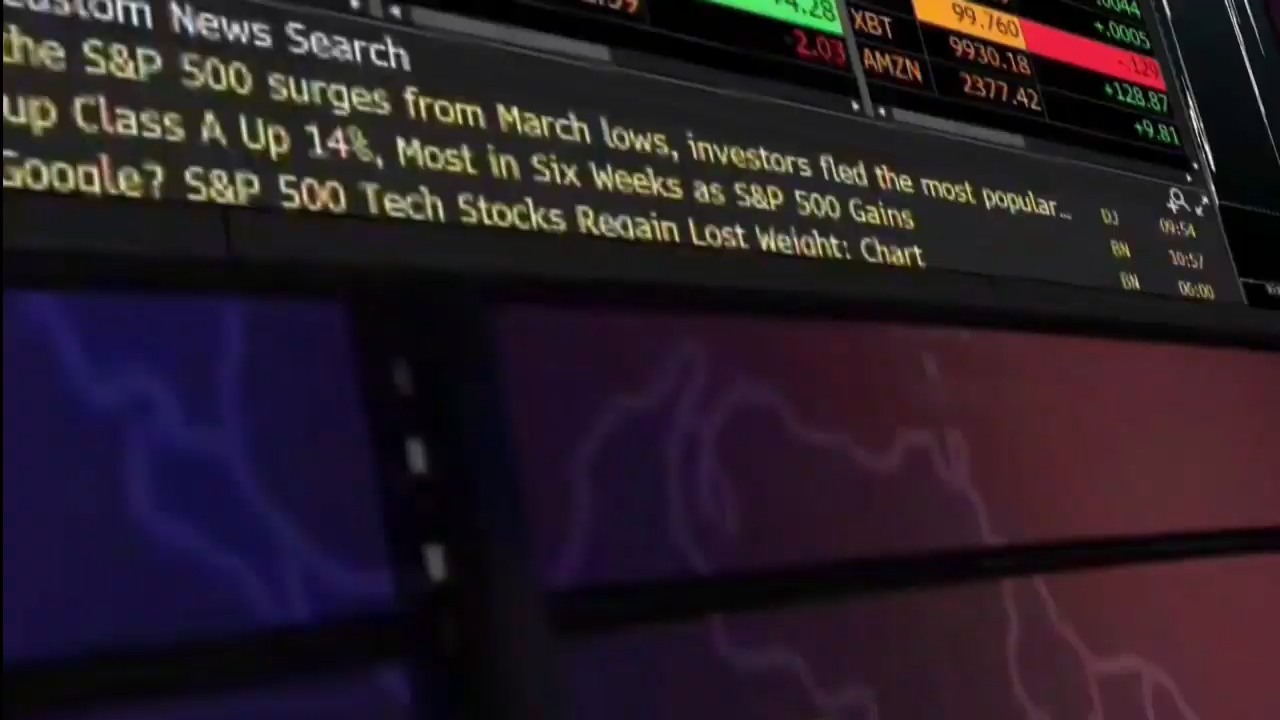 4.28
2.03
XBT
AMZN
99.760
9930.18
2377.42
+.0005
-.129
+128.87
+9.81
Custom News Search
the S&P 500 surges from March lows, investors fled the most popular... DJ 09:54
up Class A Up 14%, Most in Six Weeks as S&P 500 Gains BN 10:57
Google? S&P 500 Tech Stocks Regain Lost Weight: Chart BN 06:00